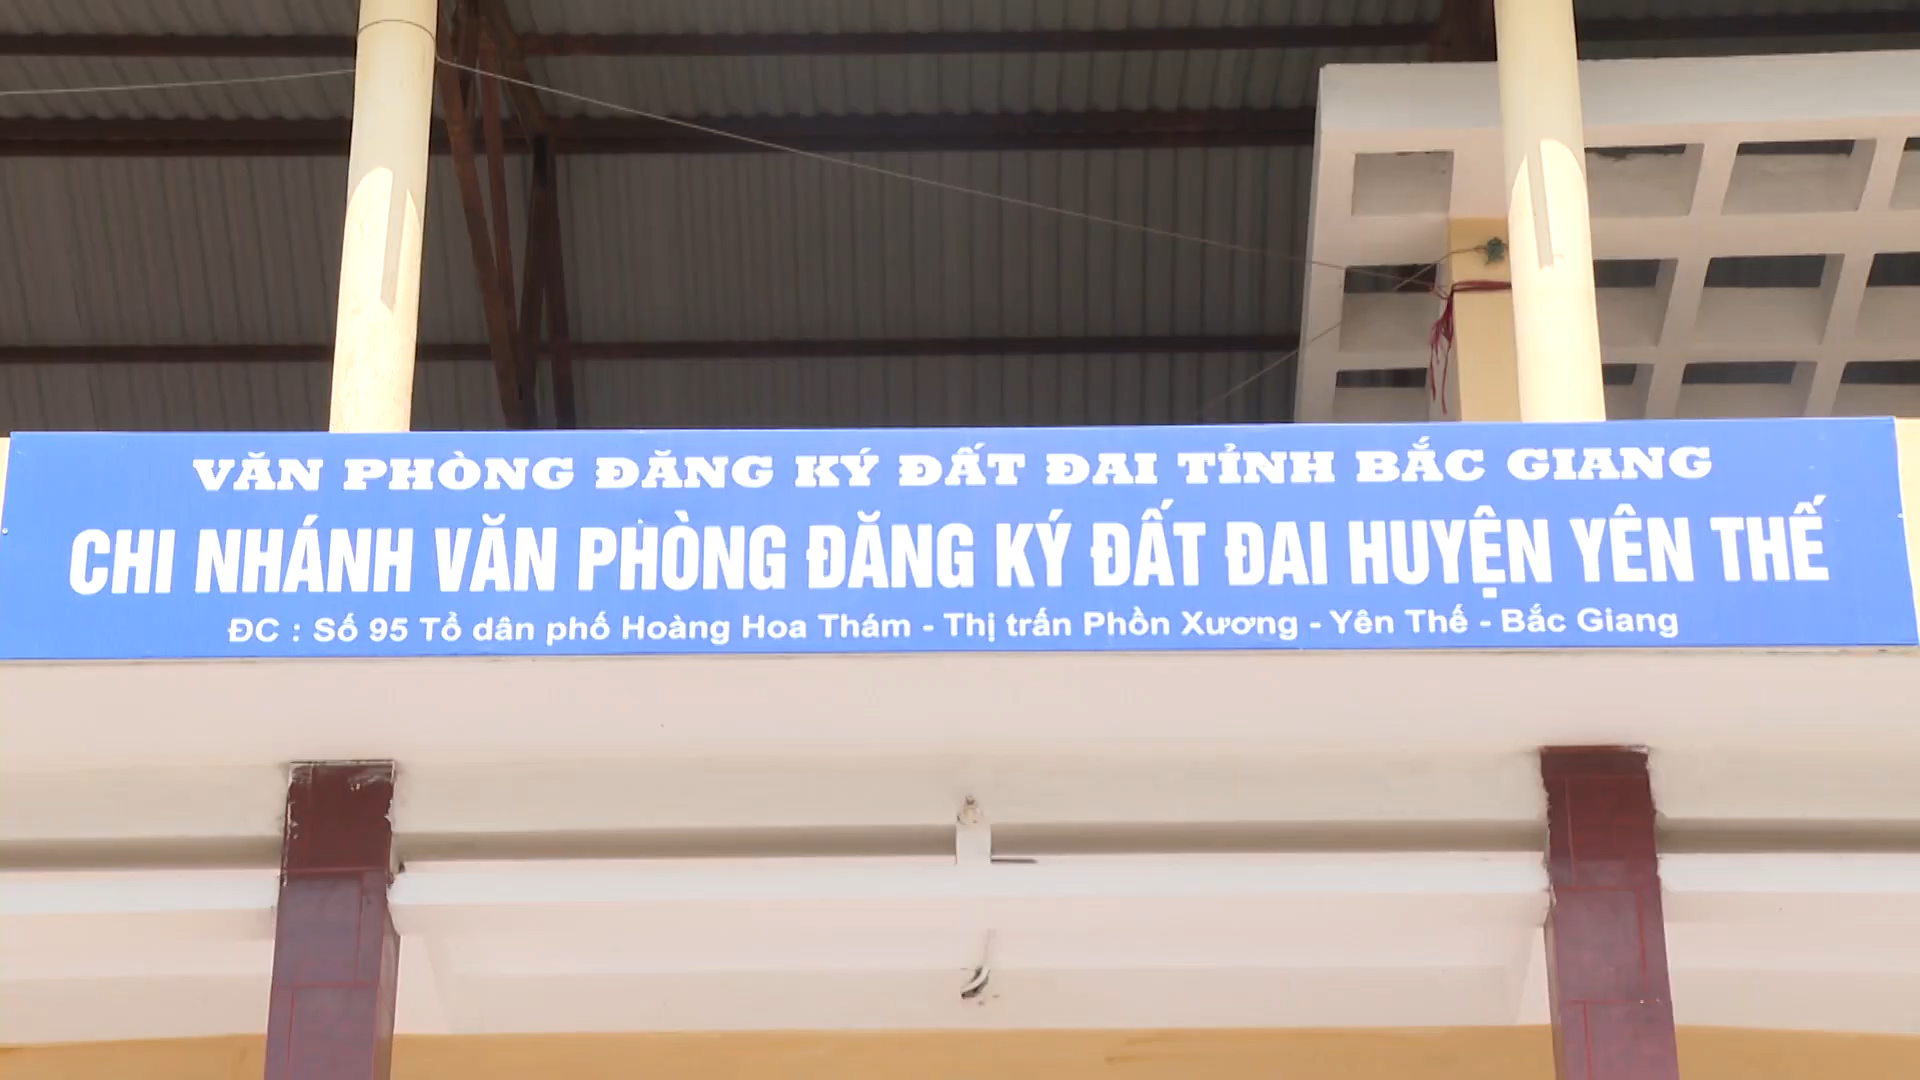 VĂN PHÒNG ĐĂNG KÝ ĐẤT ĐAI TỈNH BẮC GIANG
CHI NHÁNH VĂN PHÒNG ĐĂNG KÝ ĐẤT ĐAI HUYỆN YÊN THẾ
ĐC : Số 95 Tổ dân phố Hoàng Hoa Thám - Thị trấn Phồn Xương - Yên Thế - Bắc Giang